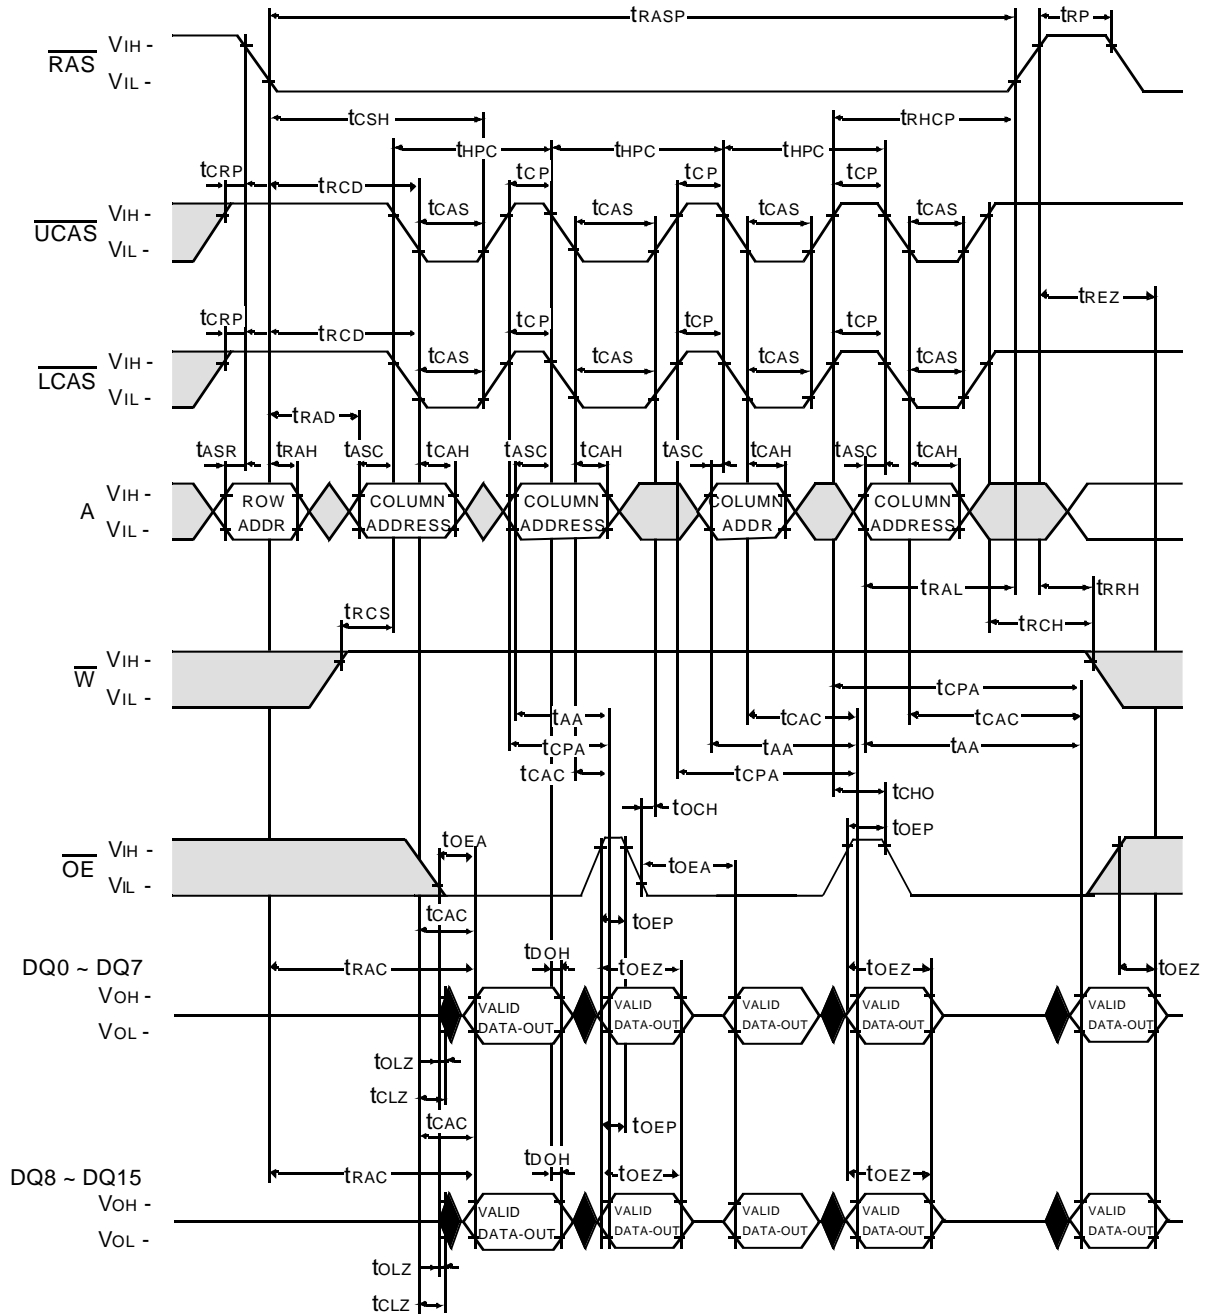 tRASP tRP
RAS VIH -
VIL -
tCSH tRHCP
tHPC tHPC tHPC
tCRP tRCD tCP tCP tCP
UCAS VIH -
VIL -
tCAS tCAS tCAS tCAS
tREZ
tCRP tRCD tCP tCP tCP
LCAS VIH -
VIL -
tCAS tCAS tCAS tCAS
tRAD
tASR tRAH tASC tCAH tASC tCAH tASC tCAH tASC tCAH
A VIH -
VIL -
ROW COLUMN COLUMN COLUMN COLUMN
ADDR ADDRESS ADDRESS ADDR ADDRESS
tRAL tRRH
tRCS tRCH
W VIH -
VIL -
tCPA
tAA tCAC tCAC
tCPA tAA tAA
tCAC tCPA
tCHO
tOCH
tOEP
OE VIH -
VIL -
tOEA tOEA
tCAC tOEP
DQ0 ~ DQ7 tRAC tDOH tOEZ tOEZ tOEZ
VOH -
VOL -
VALID VALID VALID VALID
DATA-OUT DATA-OUT DATA-OUT DATA-OUT
tOLZ
tCLZ
tCAC tOEP
DQ8 ~ DQ15 tRAC tDOH tOEZ tOEZ
VOH -
VOL -
VALID VALID VALID VALID
DATA-OUT DATA-OUT DATA-OUT DATA-OUT
tOLZ
tCLZ